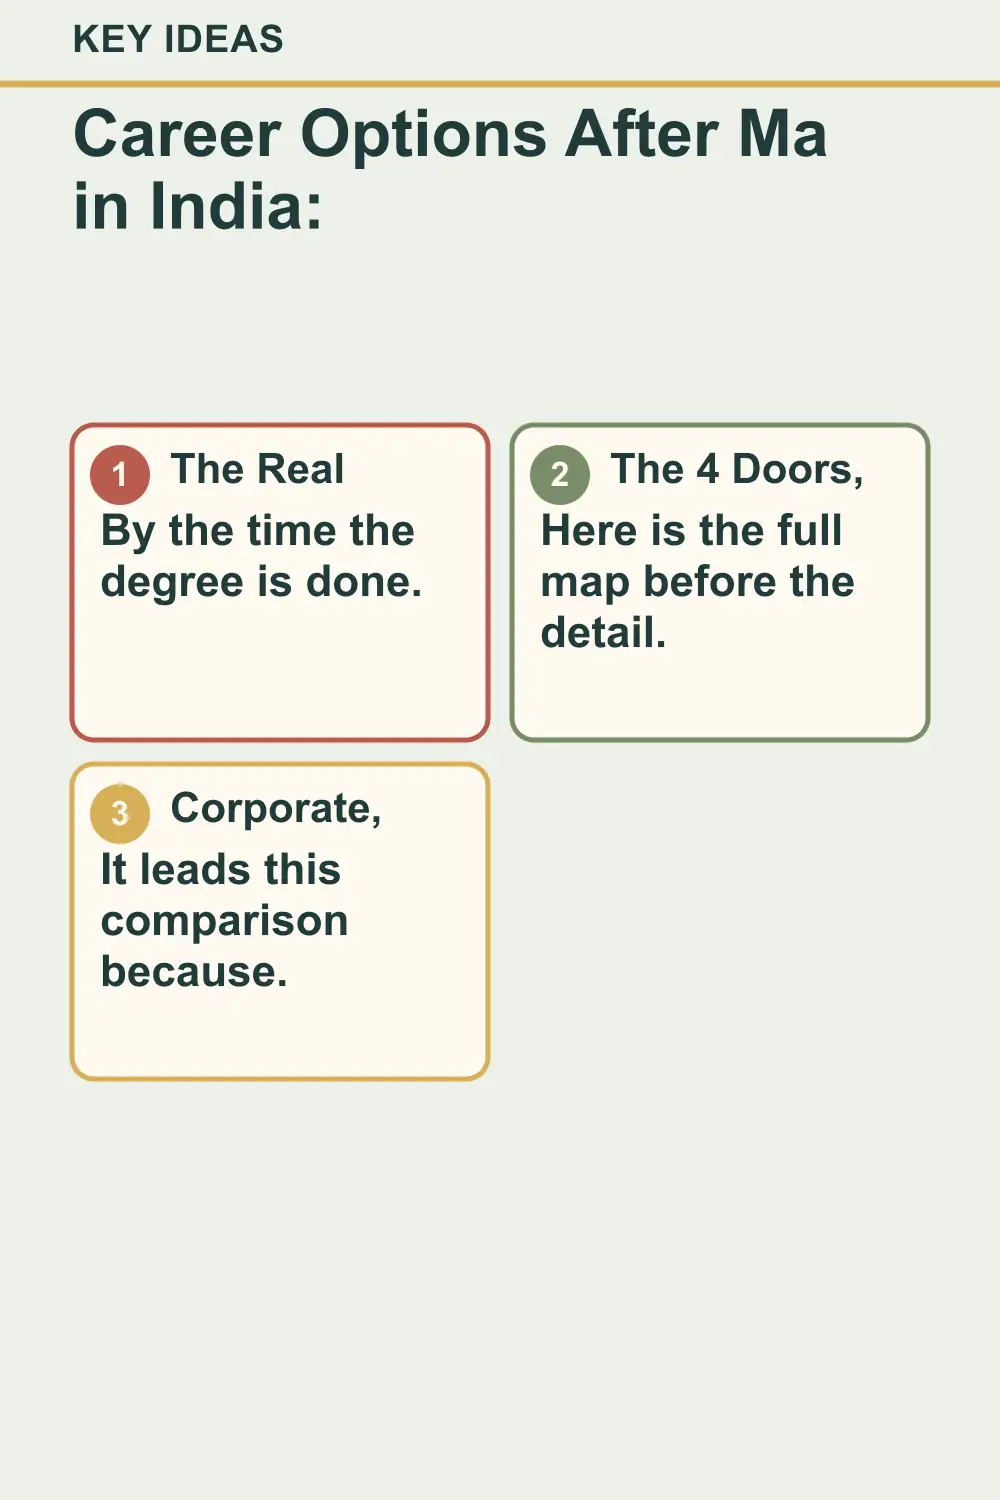 KEY IDEAS
Career Options After Ma
in India:
1 The Real
By the time the
degree is done.
2 The 4 Doors,
Here is the full
map before the
detail.
3 Corporate,
It leads this
comparison
because.